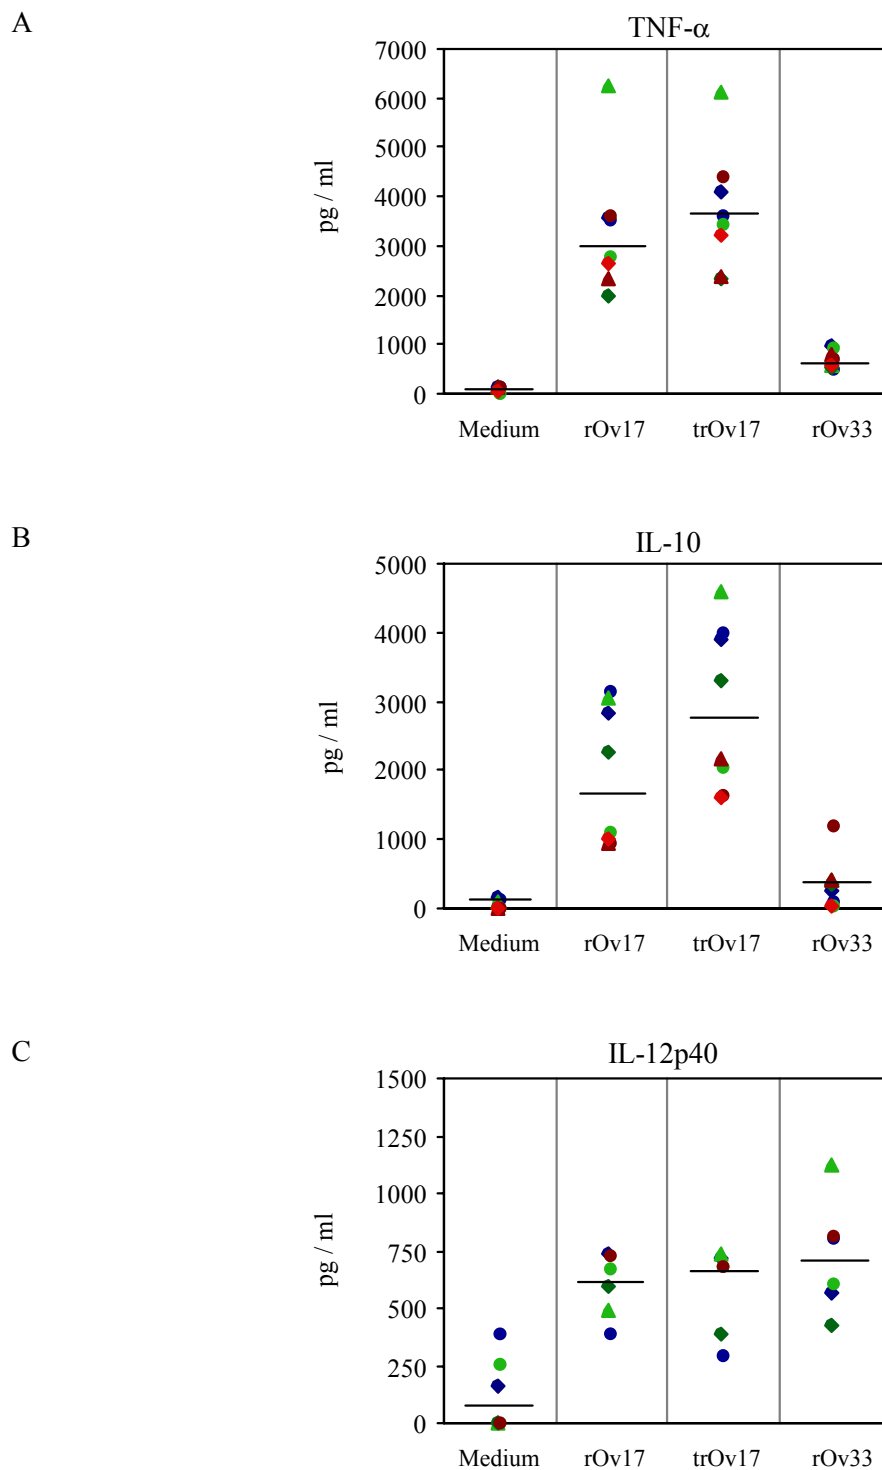 A
TNF-α
7000
6000
5000
4000
3000
2000
1000
0
pg / ml
Medium rOv17 trOv17 rOv33
B
IL-10
5000
4000
3000
2000
1000
0
pg / ml
Medium rOv17 trOv17 rOv33
C
IL-12p40
1500
1250
1000
750
500
250
0
pg / ml
Medium rOv17 trOv17 rOv33